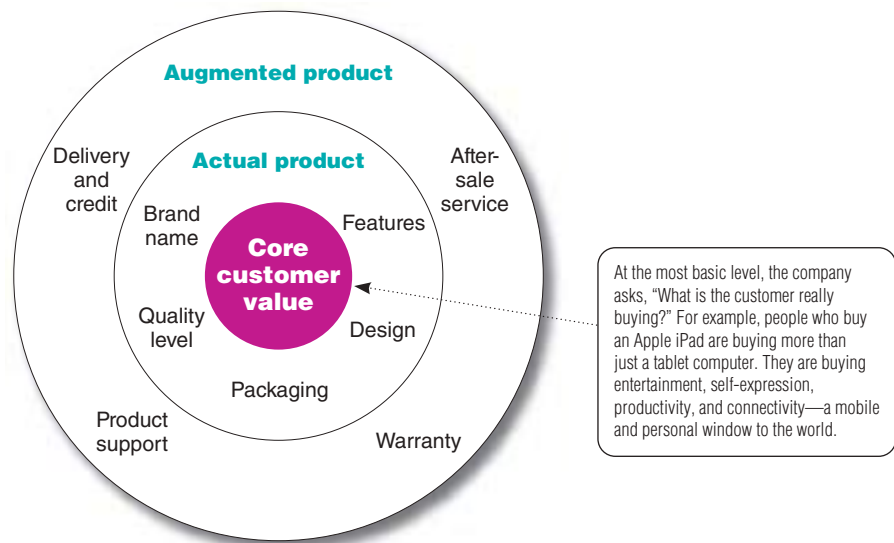 Augmented product
Delivery
and
credit
After-
sale
service
Actual product
Brand
name
Features
Core
customer
value
Quality
level
Design
Packaging
Product
support
Warranty
At the most basic level, the company
asks, “What is the customer really
buying?” For example, people who buy
an Apple iPad are buying more than
just a tablet computer. They are buying
entertainment, self-expression,
productivity, and connectivity—a mobile
and personal window to the world.